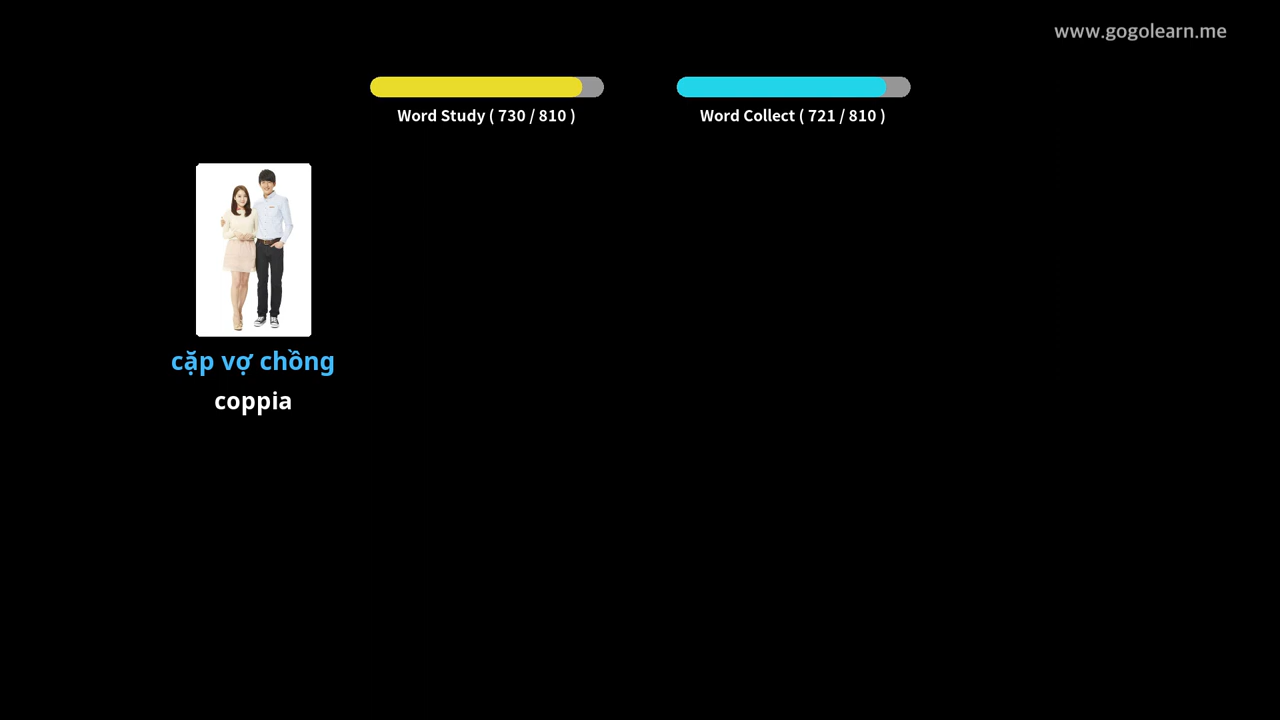 www.gogolearn.me
Word Study ( 730 / 810 )
Word Collect ( 721 / 810 )
cặp vợ chồng
coppia